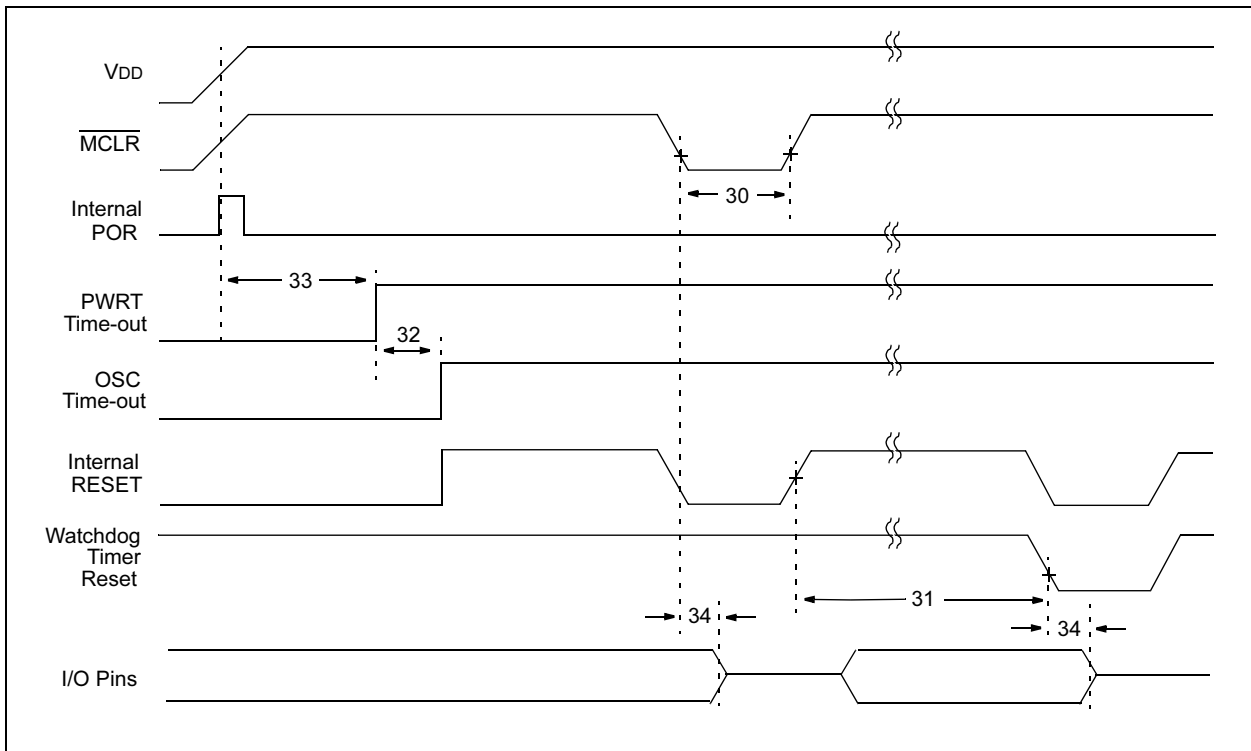 VDD
MCLR
30
Internal
POR
33
PWRT
Time-out
32
OSC
Time-out
Internal
RESET
Watchdog
Timer
Reset
31
34
34
I/O Pins